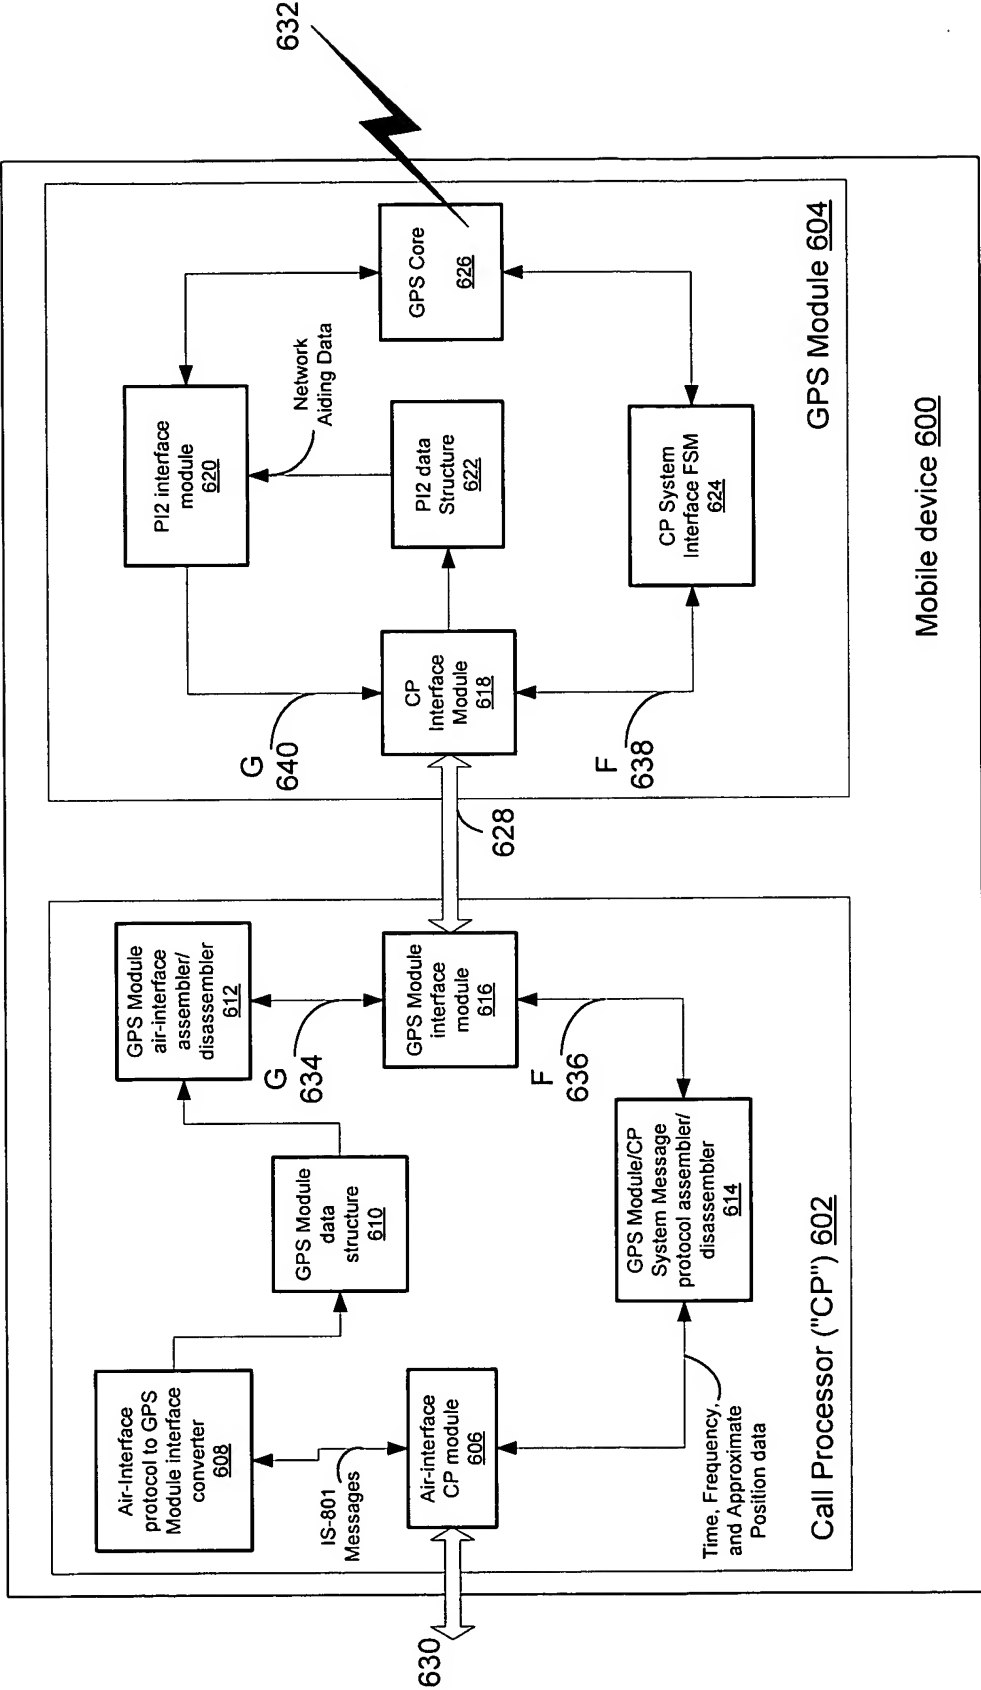 630
Air-Interface
protocol to GPS
Module interface
converter
608
IS-801
Messages
Air-interface
CP module
606
Time, Frequency,
and Approximate
Position data
GPS Module
data
structure
610
GPS Module
air-interface
assembler/
disassembler
612
G
634
GPS Module
interface
module
616
F
636
GPS Module/CP
System Message
protocol assembler/
disassembler
614
Call Processor ("CP") 602
628
G
640
CP
Interface
Module
618
F
638
PI2 interface
module
620
Network
Aiding Data
PI2 data
Structure
622
CP System
Interface FSM
624
GPS Core
626
632
GPS Module 604
Mobile device 600